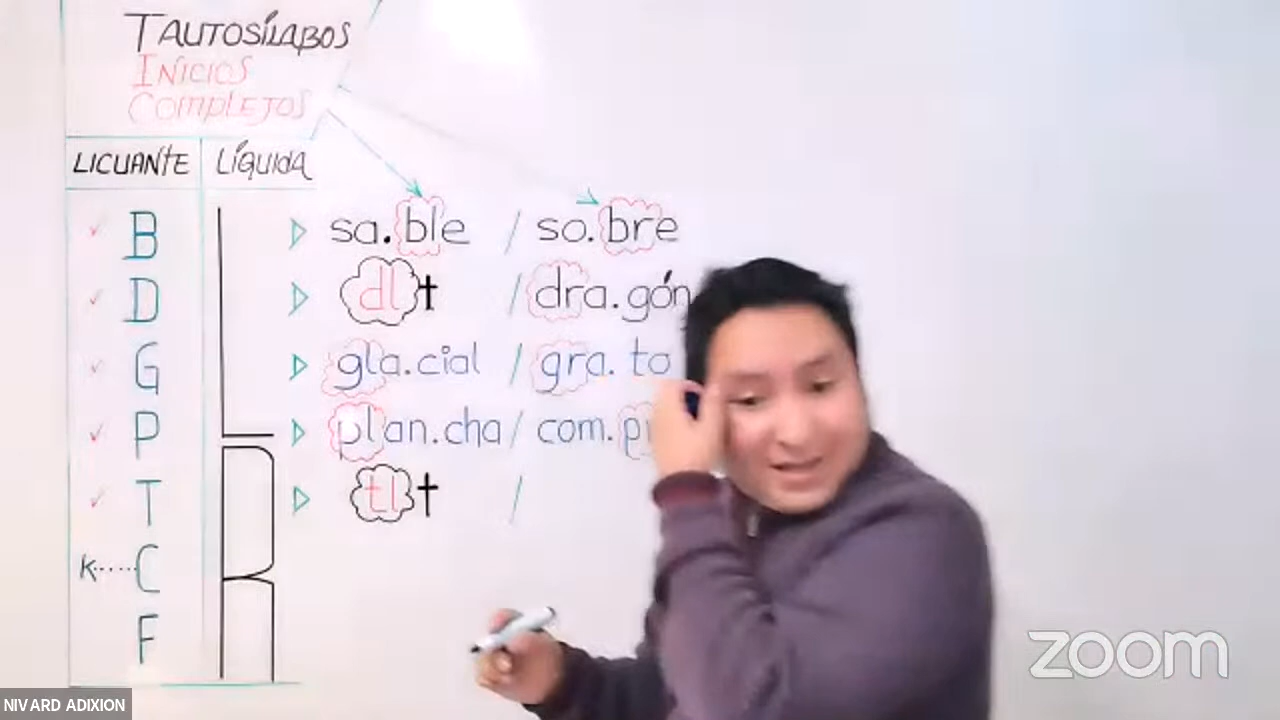 TAUTOSÍLABOS
INICIOS
COMPLEJOS
LICUANTE LÍQUIDA
B sa.ble / so.bre
D dl † / dra.gón
G L gla.cial / gra.to
P plan.cha / com.p
T tl † /
K......C R
F
zoom
NIVARD ADIXION